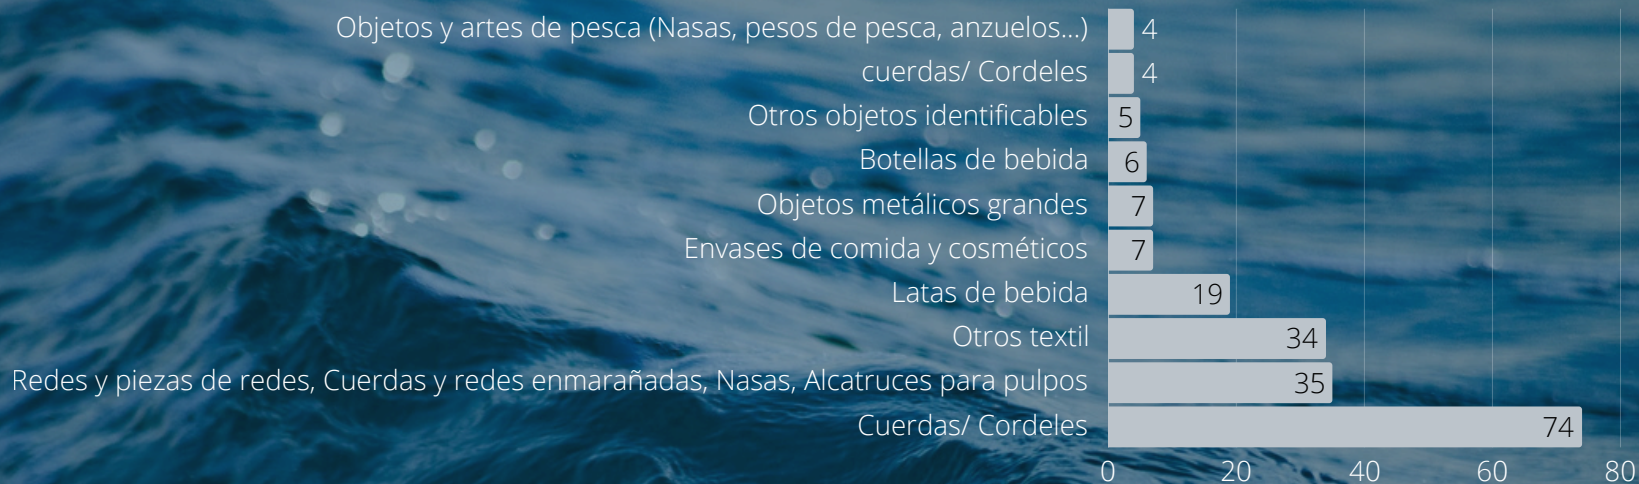 Objetos y artes de pesca (Nasas, pesos de pesca, anzuelos...) 4
cuerdas/ Cordeles 4
Otros objetos identificables 5
Botellas de bebida 6
Objetos metálicos grandes 7
Envases de comida y cosméticos 7
Latas de bebida 19
Otros textil 34
Redes y piezas de redes, Cuerdas y redes enmarañadas, Nasas, Alcatruces para pulpos 35
Cuerdas/ Cordeles 74
0 20 40 60 80